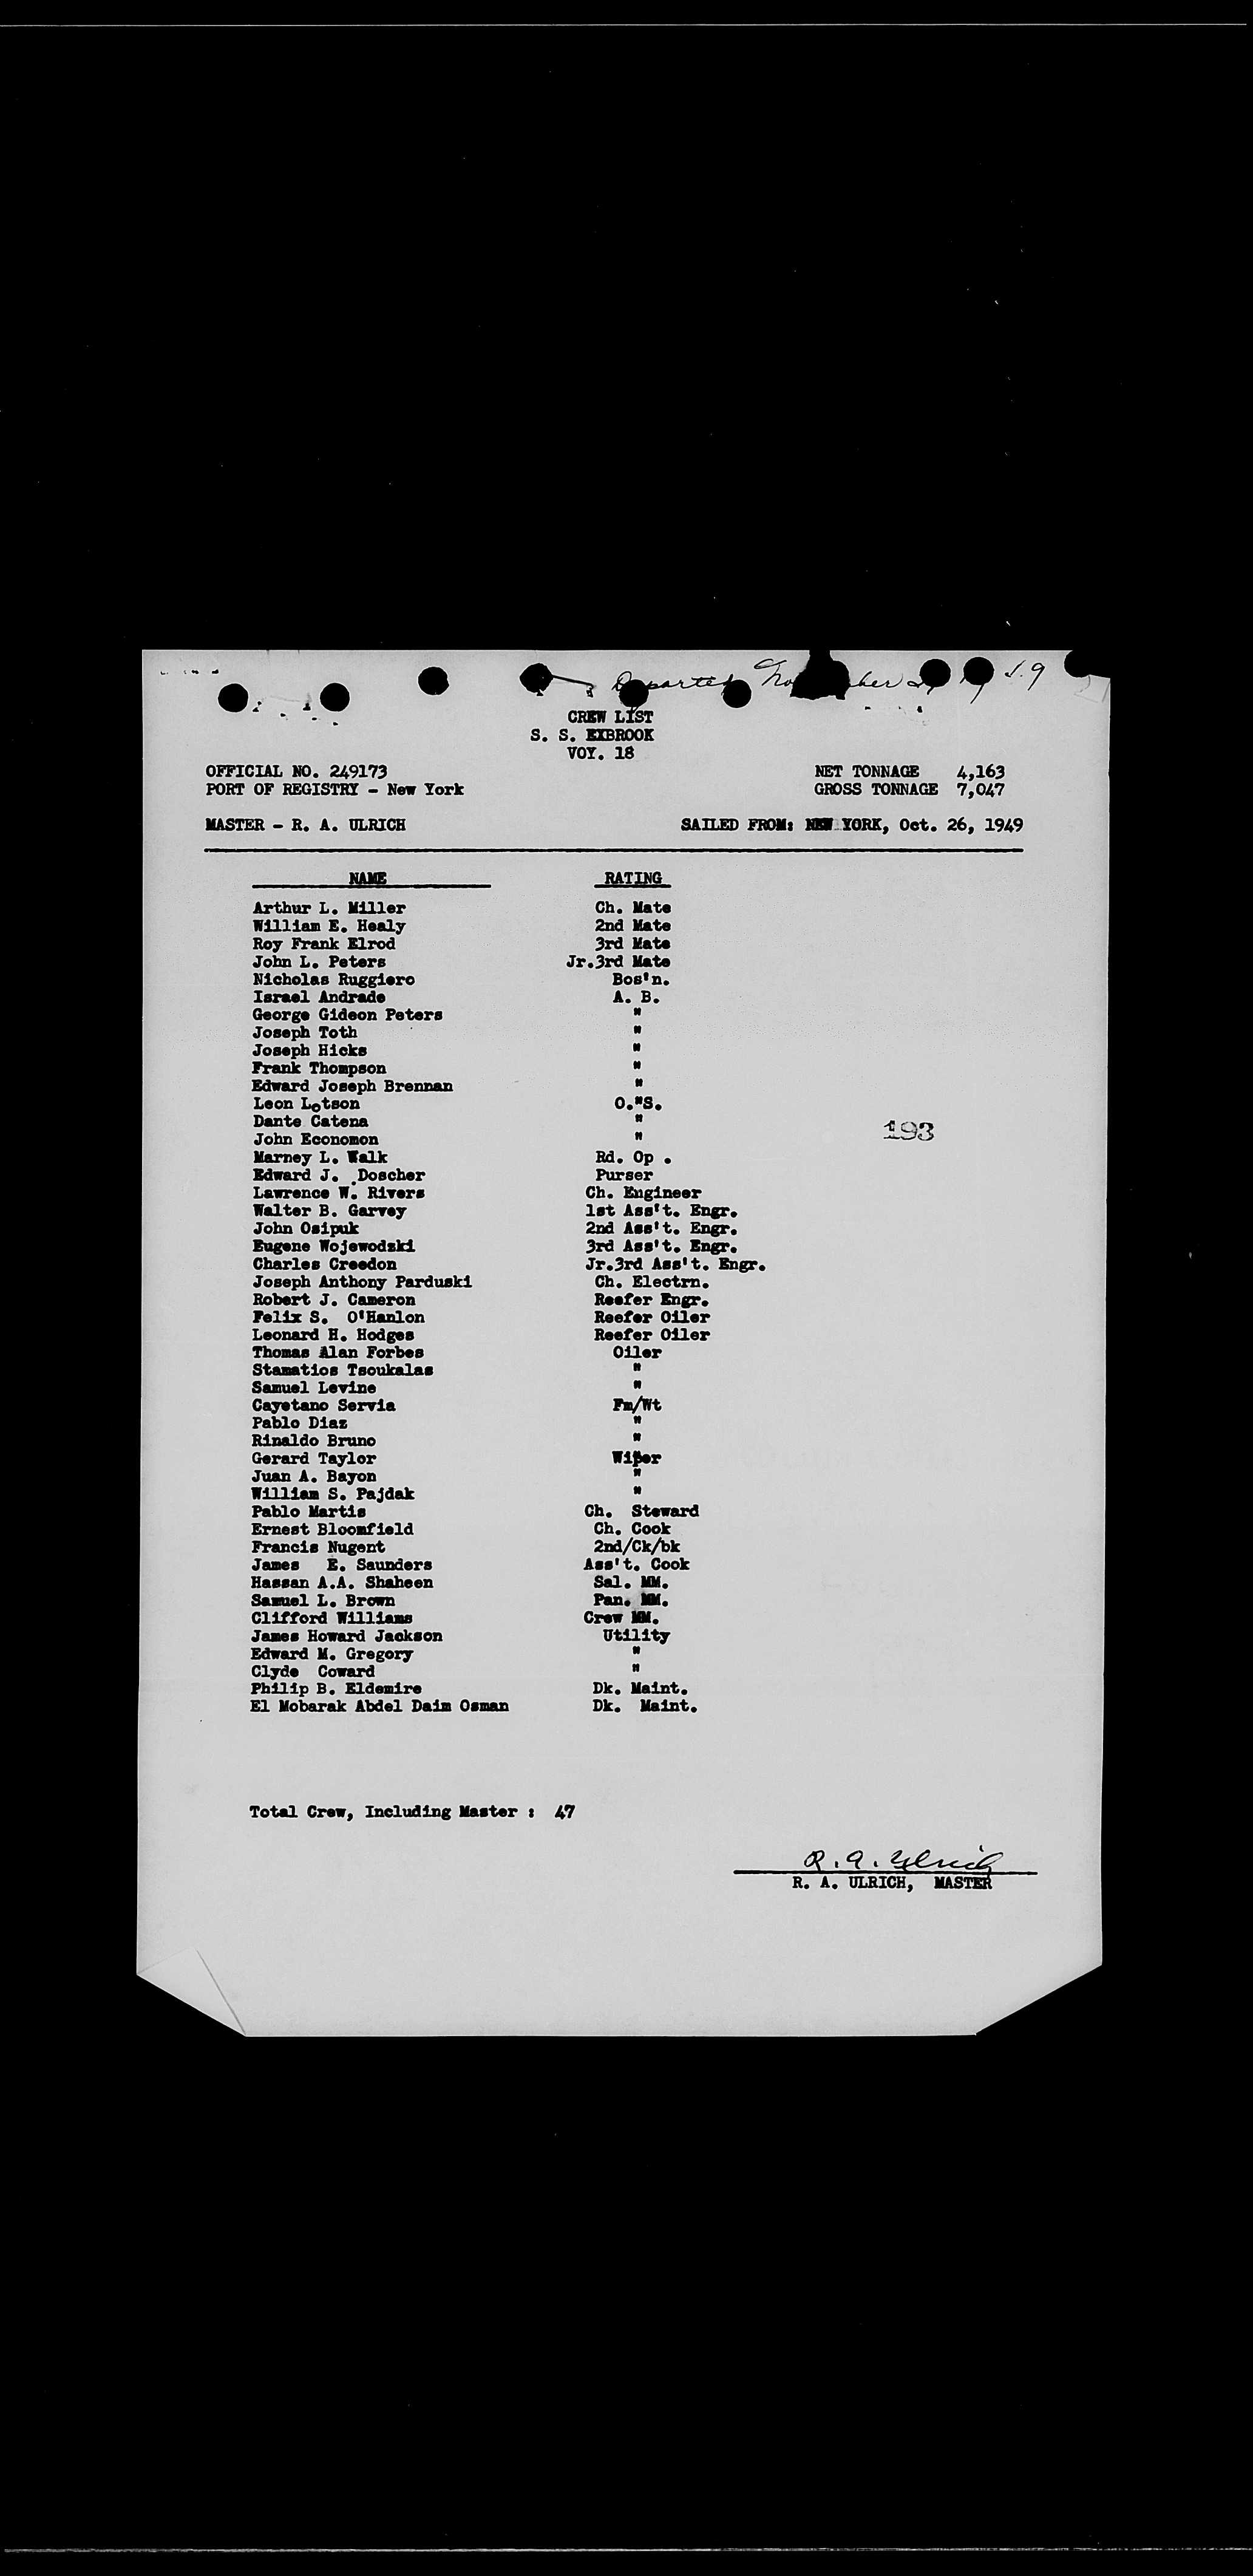 Departed
CREW LIST
S. S. EXBROOK
VOY. 18
OFFICIAL NO. 249173 NET TONNAGE 4,163
PORT OF REGISTRY - New York GROSS TONNAGE 7,047
MASTER - R. A. ULRICH SAILED FROM: NEW YORK, Oct. 26, 1949
NAME RATING
Arthur L. Miller Ch. Mate
William E. Healy 2nd Mate
Roy Frank Elrod 3rd Mate
John L. Peters Jr.3rd Mate
Nicholas Ruggiero Bos'n.
Israel Andrade A. B.
George Gideon Peters "
Joseph Toth "
Joseph Hicks "
Frank Thompson "
Edward Joseph Brennan "
Leon Lotson O."S.
Dante Catena "
John Economon "
193
Marney L. Walk Rd. Op .
Edward J. .Doscher Purser
Lawrence W. Rivers Ch. Engineer
Walter B. Garvey 1st Ass't. Engr.
John Osipuk 2nd Ass't. Engr.
Eugene Wojewodski 3rd Ass't. Engr.
Charles Creedon Jr.3rd Ass't. Engr.
Joseph Anthony Parduski Ch. Electrn.
Robert J. Cameron Reefer Engr.
Felix S. O'Hanlon Reefer Oiler
Leonard H. Hodges Reefer Oiler
Thomas Alan Forbes Oiler
Stamatios Tsoukalas "
Samuel Levine "
Cayetano Servia Fm/Wt
Pablo Diaz "
Rinaldo Bruno "
Gerard Taylor Wiper
Juan A. Bayon "
William S. Pajdak "
Pablo Martis Ch. Steward
Ernest Bloomfield Ch. Cook
Francis Nugent 2nd/Ck/bk
James E. Saunders Ass't. Cook
Hassan A.A. Shaheen Sal. MM.
Samuel L. Brown Pan. MM.
Clifford Williams Crew MM.
James Howard Jackson Utility
Edward M. Gregory "
Clyde Coward "
Philip B. Eldemire Dk. Maint.
El Mobarak Abdel Daim Osman Dk. Maint.
Total Crew, Including Master : 47
R. A. Ulrich
R. A. ULRICH, MASTER